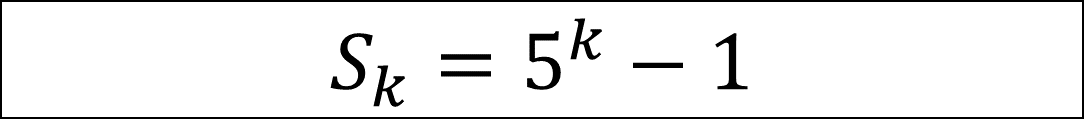 $S_k = 5^k - 1$